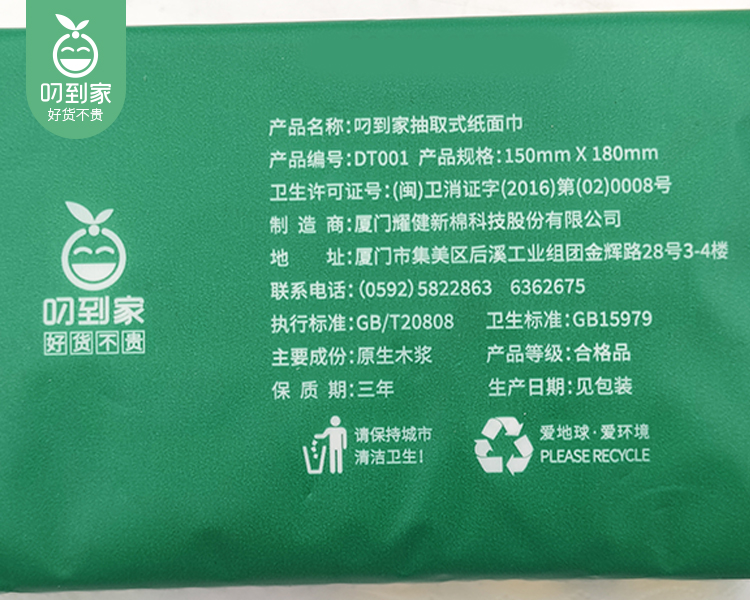 叼到家
好货不贵
产品名称:叼到家抽取式纸面巾
产品编号:DT001 产品规格:150mm X 180mm
卫生许可证号:(闽)卫消证字(2016)第(02)0008号
制 造 商:厦门耀健新棉科技股份有限公司
地 址:厦门市集美区后溪工业组团金辉路28号3-4楼
联系电话:(0592)5822863 6362675
执行标准:GB/T20808 卫生标准:GB15979
主要成份:原生木浆 产品等级:合格品
保 质 期:三年 生产日期:见包装
叼到家
好货不贵
请保持城市
清洁卫生!
爱地球·爱环境
PLEASE RECYCLE